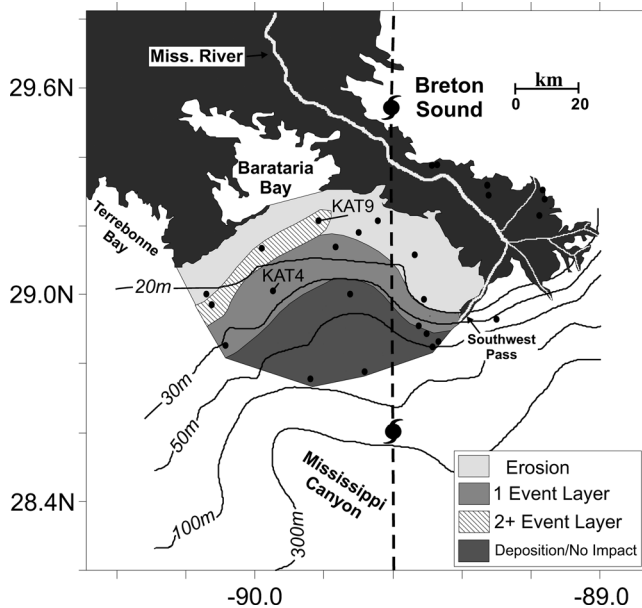 Miss. River
29.6N
Breton
Sound
km
0 20
Barataria
Bay
KAT9
Terrebonne
Bay
20m
KAT4
29.0N
Southwest
Pass
30m
50m
Mississippi
Canyon
100m
300m
28.4N
Erosion
1 Event Layer
2+ Event Layer
Deposition/No Impact
-90.0
-89.0